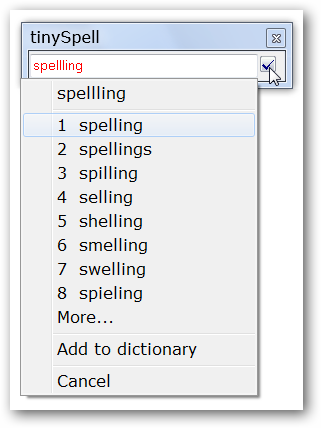 tinySpell
spellling
spellling
1 spelling
2 spellings
3 spilling
4 selling
5 shelling
6 smelling
7 swelling
8 spieling
More...
Add to dictionary
Cancel